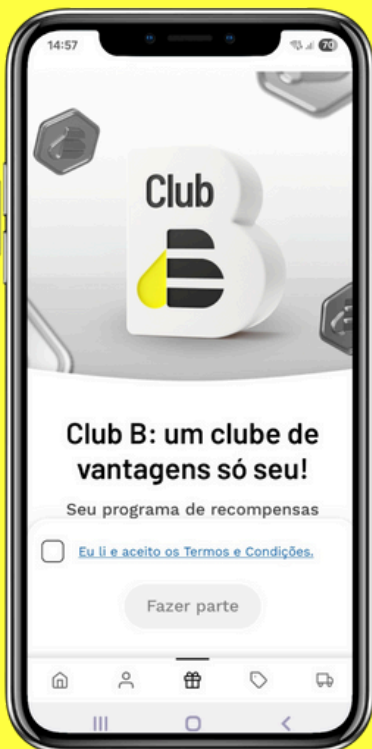 14:57
70
Club
Club B: um clube de
vantagens só seu!
Seu programa de recompensas
Eu li e aceito os Termos e Condições.
Fazer parte